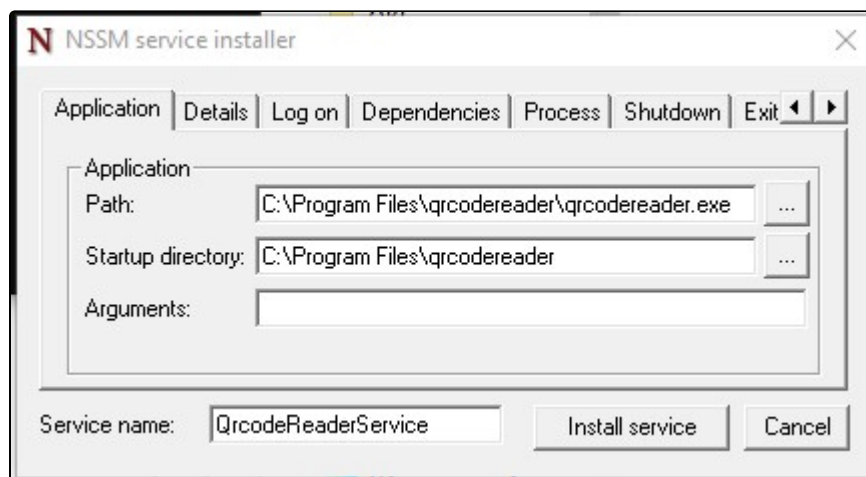 N NSSM service installer
Application Details Log on Dependencies Process Shutdown Exit
Application
Path: C:\Program Files\qrcodereader\qrcodereader.exe ...
Startup directory: C:\Program Files\qrcodereader ...
Arguments:
Service name: QrcodeReaderService Install service Cancel